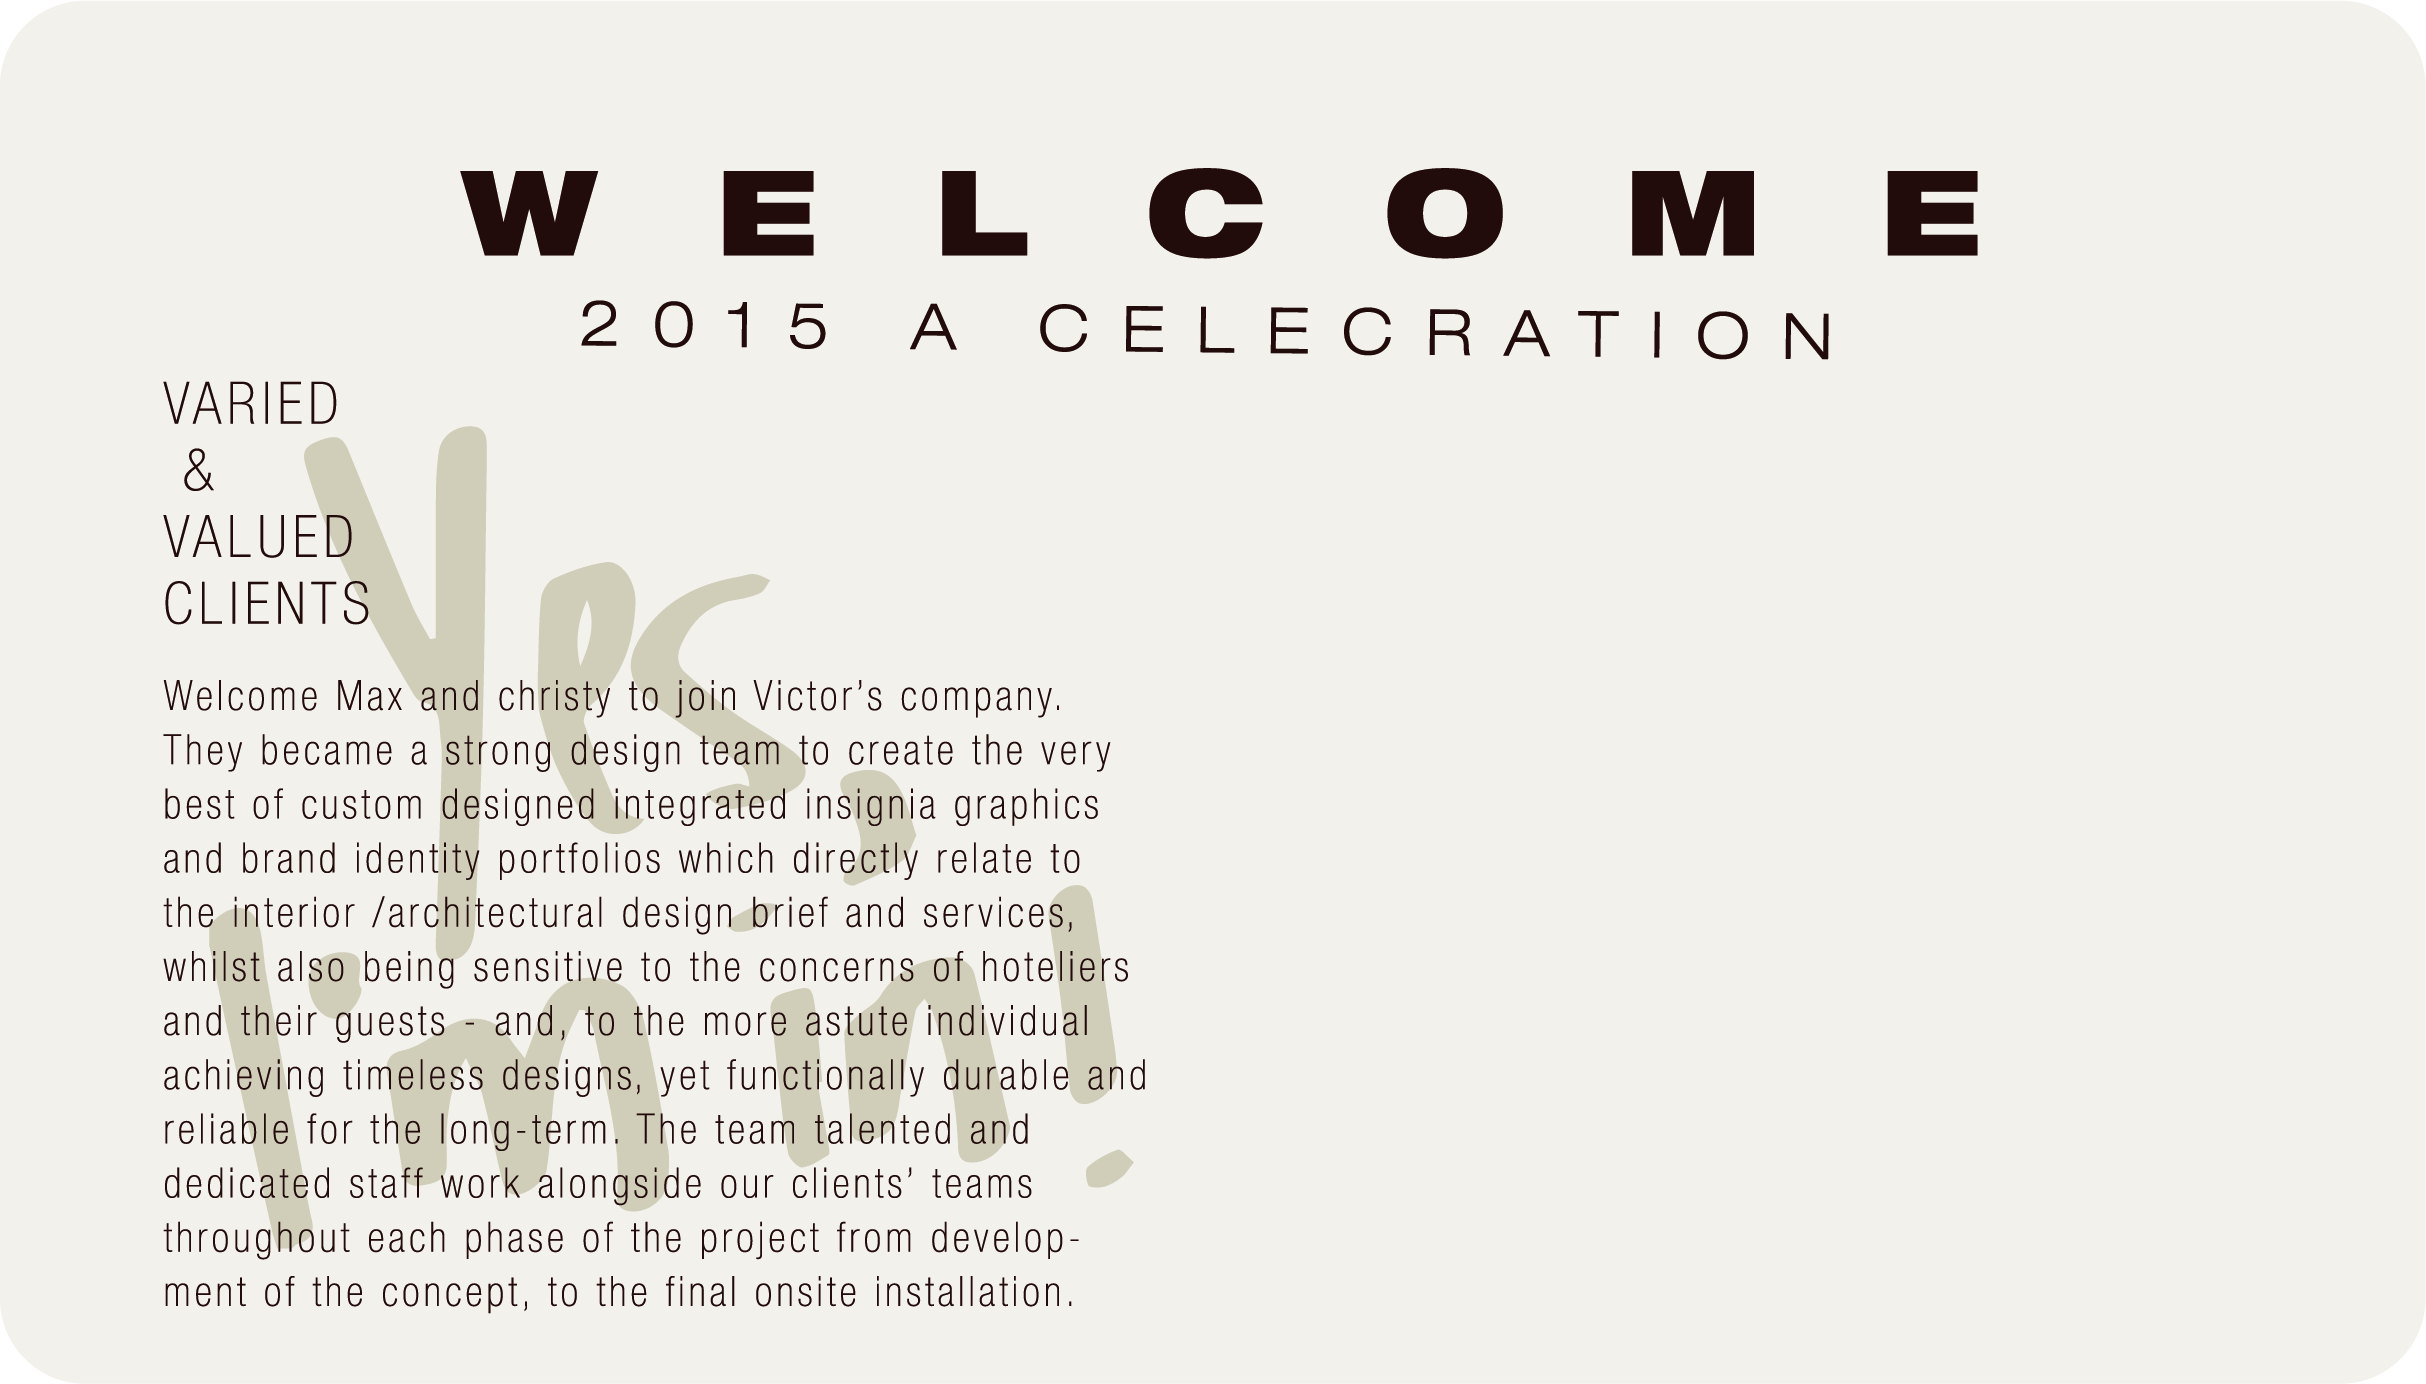 WELCOME
2015 A CELECRATION
VARIED
&
VALUED
CLIENTS
Yes,
I'm in!
Welcome Max and christy to join Victor’s company.
They became a strong design team to create the very
best of custom designed integrated insignia graphics
and brand identity portfolios which directly relate to
the interior /architectural design brief and services,
whilst also being sensitive to the concerns of hoteliers
and their guests - and, to the more astute individual
achieving timeless designs, yet functionally durable and
reliable for the long-term. The team talented and
dedicated staff work alongside our clients’ teams
throughout each phase of the project from develop-
ment of the concept, to the final onsite installation.